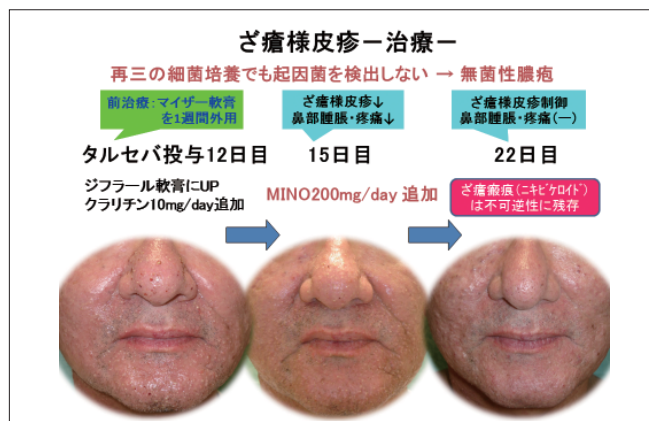 ざ瘡様皮疹－治療－
再三の細菌培養でも起因菌を検出しない → 無菌性膿疱
前治療：マイザー軟膏
を1週間外用
ざ瘡様皮疹↓
鼻部腫脹・疼痛↓
ざ瘡様皮疹制御
鼻部腫脹・疼痛(－)
タルセバ投与12日目
15日目
22日目
ジフラール軟膏にUP
クラリチン10mg/day追加
MINO200mg/day 追加
ざ瘡瘢痕(ニキビケロイド)
は不可逆性に残存